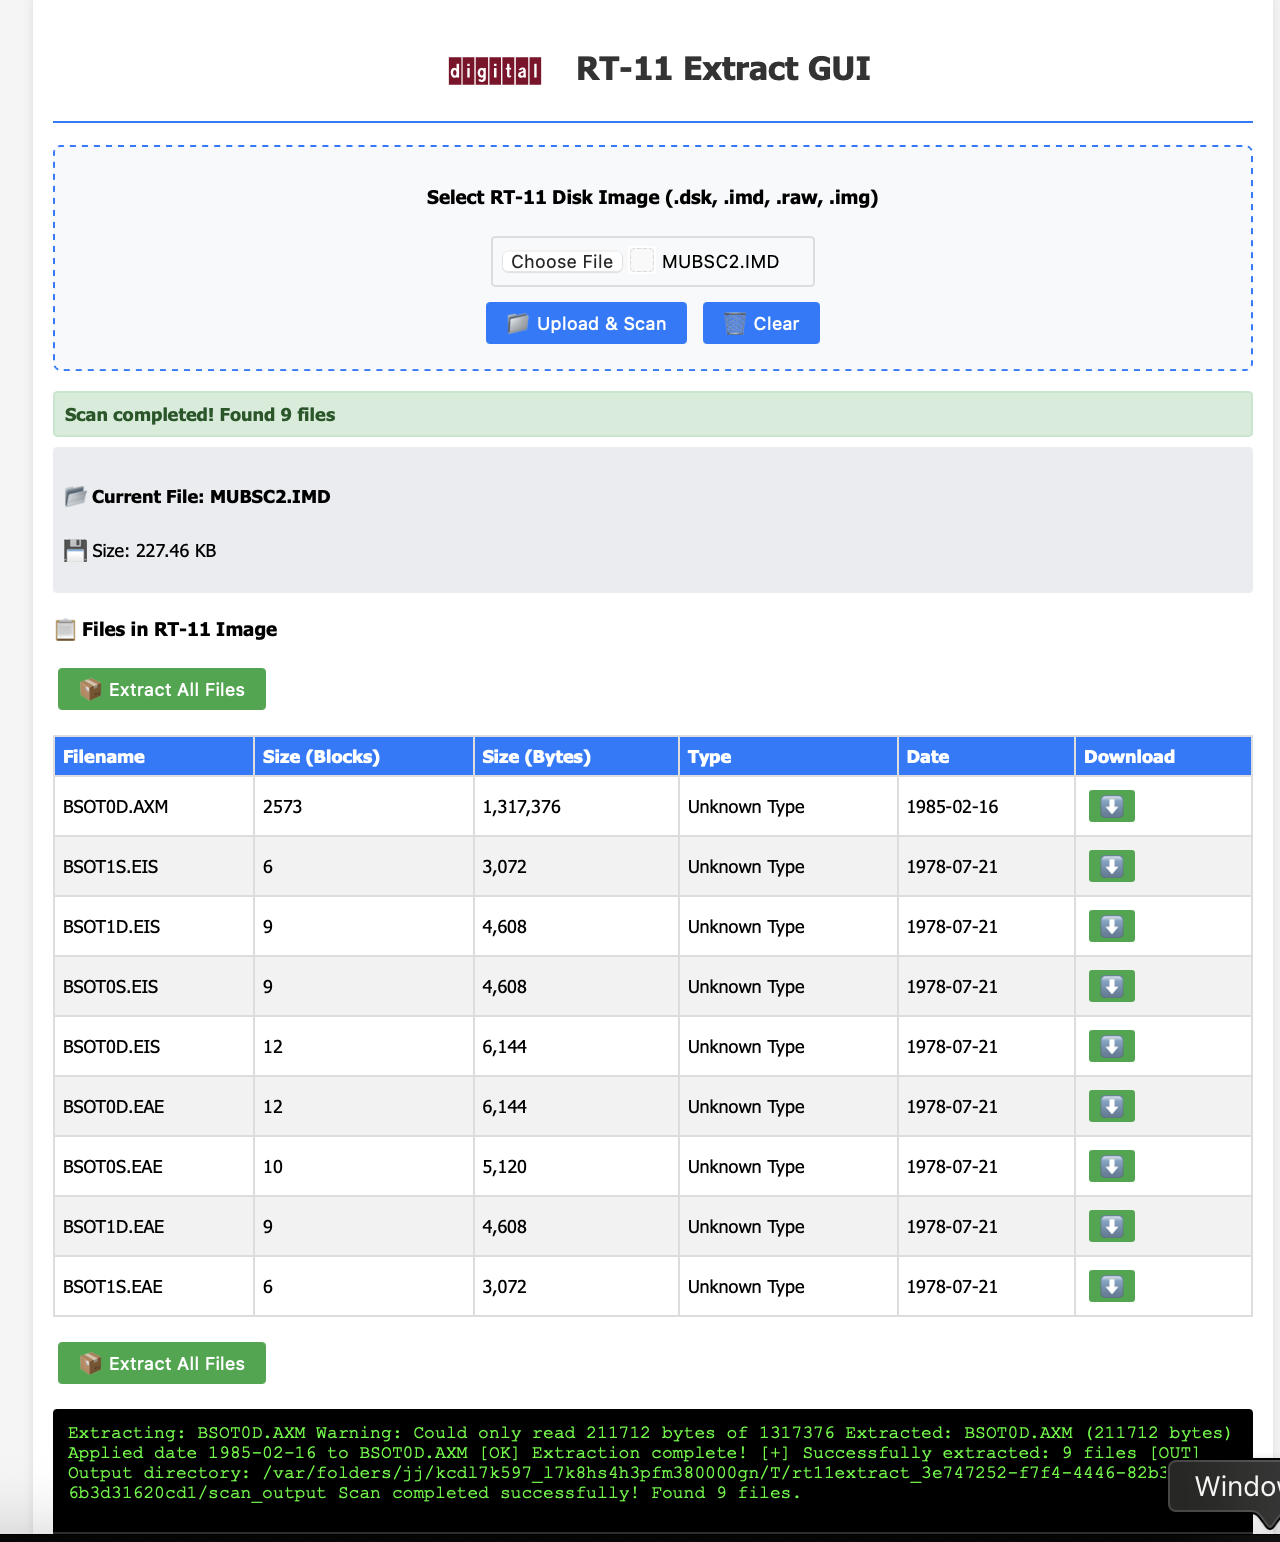 digital RT-11 Extract GUI
Select RT-11 Disk Image (.dsk, .imd, .raw, .img)
Choose File MUBSC2.IMD
Upload & Scan Clear
Scan completed! Found 9 files
Current File: MUBSC2.IMD
Size: 227.46 KB
Files in RT-11 Image
Extract All Files
Filename Size (Blocks) Size (Bytes) Type Date Download
BSOT0D.AXM 2573 1,317,376 Unknown Type 1985-02-16
BSOT1S.EIS 6 3,072 Unknown Type 1978-07-21
BSOT1D.EIS 9 4,608 Unknown Type 1978-07-21
BSOT0S.EIS 9 4,608 Unknown Type 1978-07-21
BSOT0D.EIS 12 6,144 Unknown Type 1978-07-21
BSOT0D.EAE 12 6,144 Unknown Type 1978-07-21
BSOT0S.EAE 10 5,120 Unknown Type 1978-07-21
BSOT1D.EAE 9 4,608 Unknown Type 1978-07-21
BSOT1S.EAE 6 3,072 Unknown Type 1978-07-21
Extract All Files
Extracting: BSOT0D.AXM Warning: Could only read 211712 bytes of 1317376 Extracted: BSOT0D.AXM (211712 bytes)
Applied date 1985-02-16 to BSOT0D.AXM [OK] Extraction complete! [+] Successfully extracted: 9 files [OUT]
Output directory: /var/folders/jj/kcdl7k597_l7k8hs4h3pfm380000gn/T/rt11extract_3e747252-f7f4-4446-82b3
6b3d31620cd1/scan_output Scan completed successfully! Found 9 files.
Windo